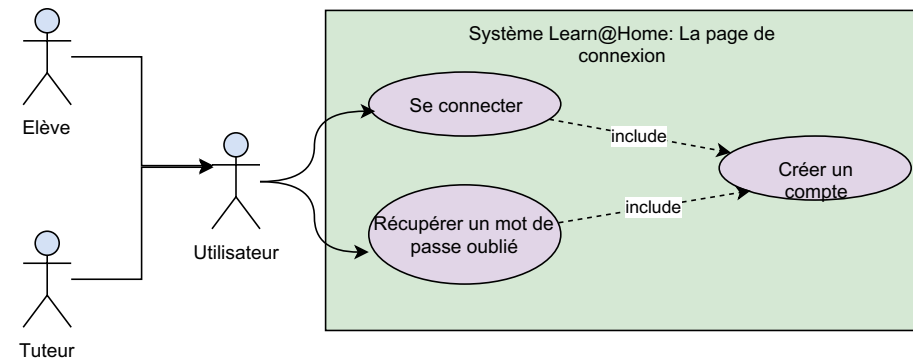 Système Learn@Home: La page de
connexion
Elève
Se connecter
include
Créer un
compte
Utilisateur
Récupérer un mot de
passe oublié
include
Tuteur